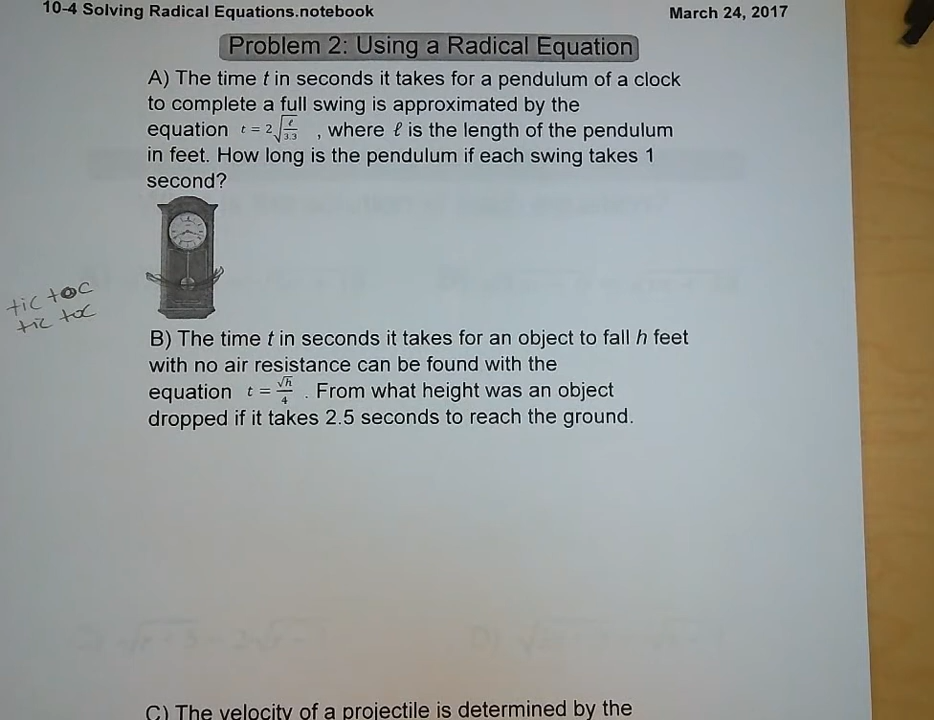 10-4 Solving Radical Equations.notebook March 24, 2017
Problem 2: Using a Radical Equation
A) The time t in seconds it takes for a pendulum of a clock
to complete a full swing is approximated by the
equation t = 2√(ℓ/3.3) , where ℓ is the length of the pendulum
in feet. How long is the pendulum if each swing takes 1
second?
tic toc
tic toc
B) The time t in seconds it takes for an object to fall h feet
with no air resistance can be found with the
equation t = √h/4 . From what height was an object
dropped if it takes 2.5 seconds to reach the ground.
C) The velocity of a projectile is determined by the